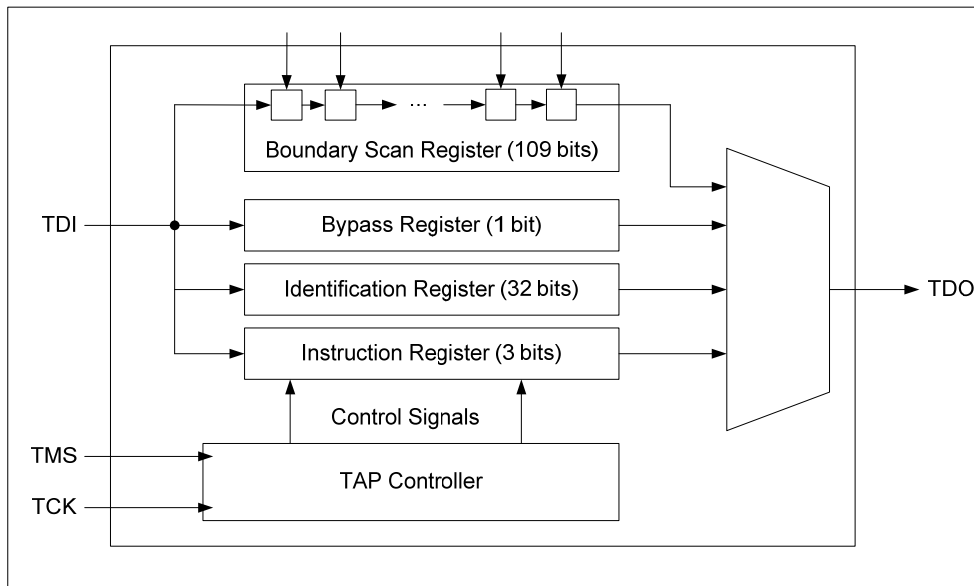 ...
Boundary Scan Register (109 bits)
TDI
Bypass Register (1 bit)
Identification Register (32 bits)
TDO
Instruction Register (3 bits)
Control Signals
TMS
TAP Controller
TCK